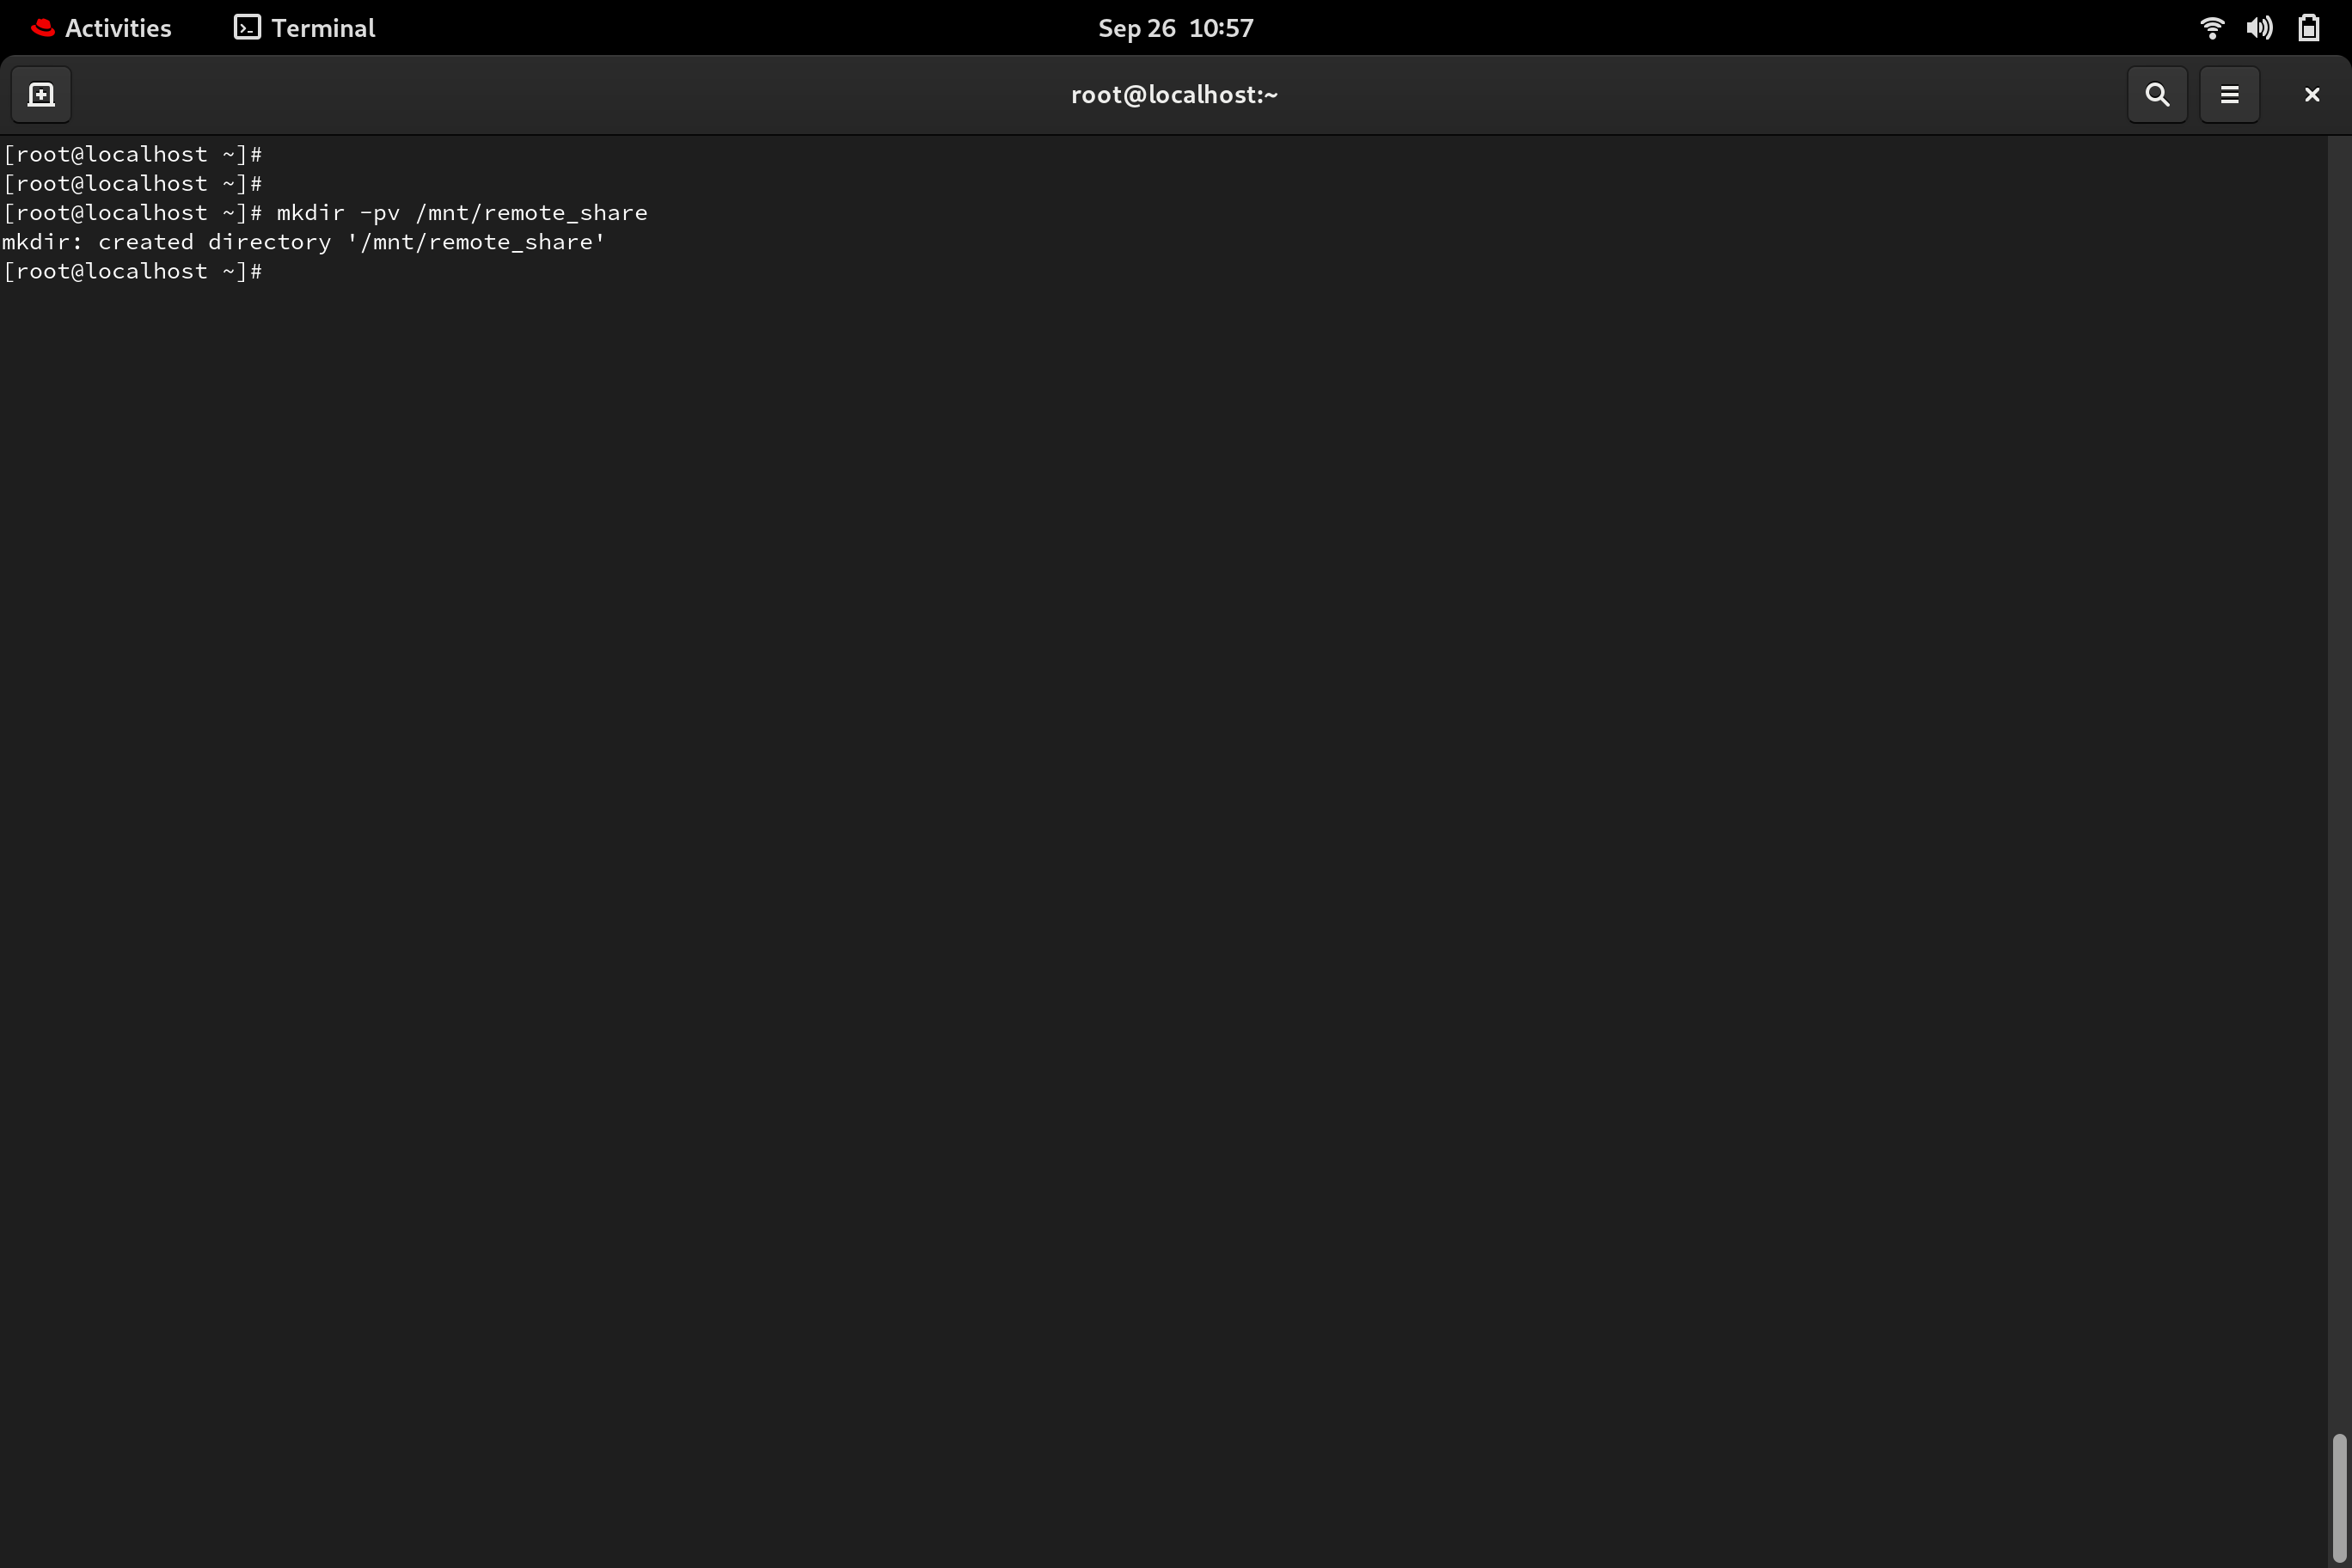 Activities Terminal Sep 26 10:57
root@localhost:~
[root@localhost ~]#
[root@localhost ~]#
[root@localhost ~]# mkdir -pv /mnt/remote_share
mkdir: created directory '/mnt/remote_share'
[root@localhost ~]#